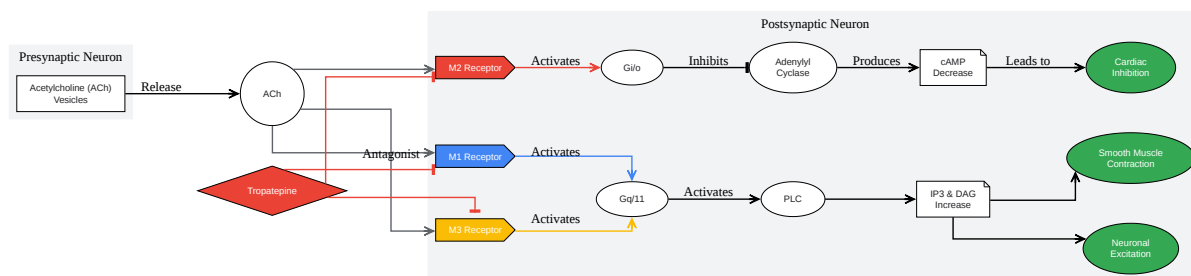 Postsynaptic Neuron
Presynaptic Neuron
Acetylcholine (ACh)
Vesicles
Release
ACh
M2 Receptor
Activates
Gi/o
Inhibits
Adenylyl
Cyclase
Produces
cAMP
Decrease
Leads to
Cardiac
Inhibition
Antagonist
M1 Receptor
Activates
Smooth Muscle
Contraction
Tropatepine
Gq/11
Activates
PLC
IP3 & DAG
Increase
M3 Receptor
Activates
Neuronal
Excitation